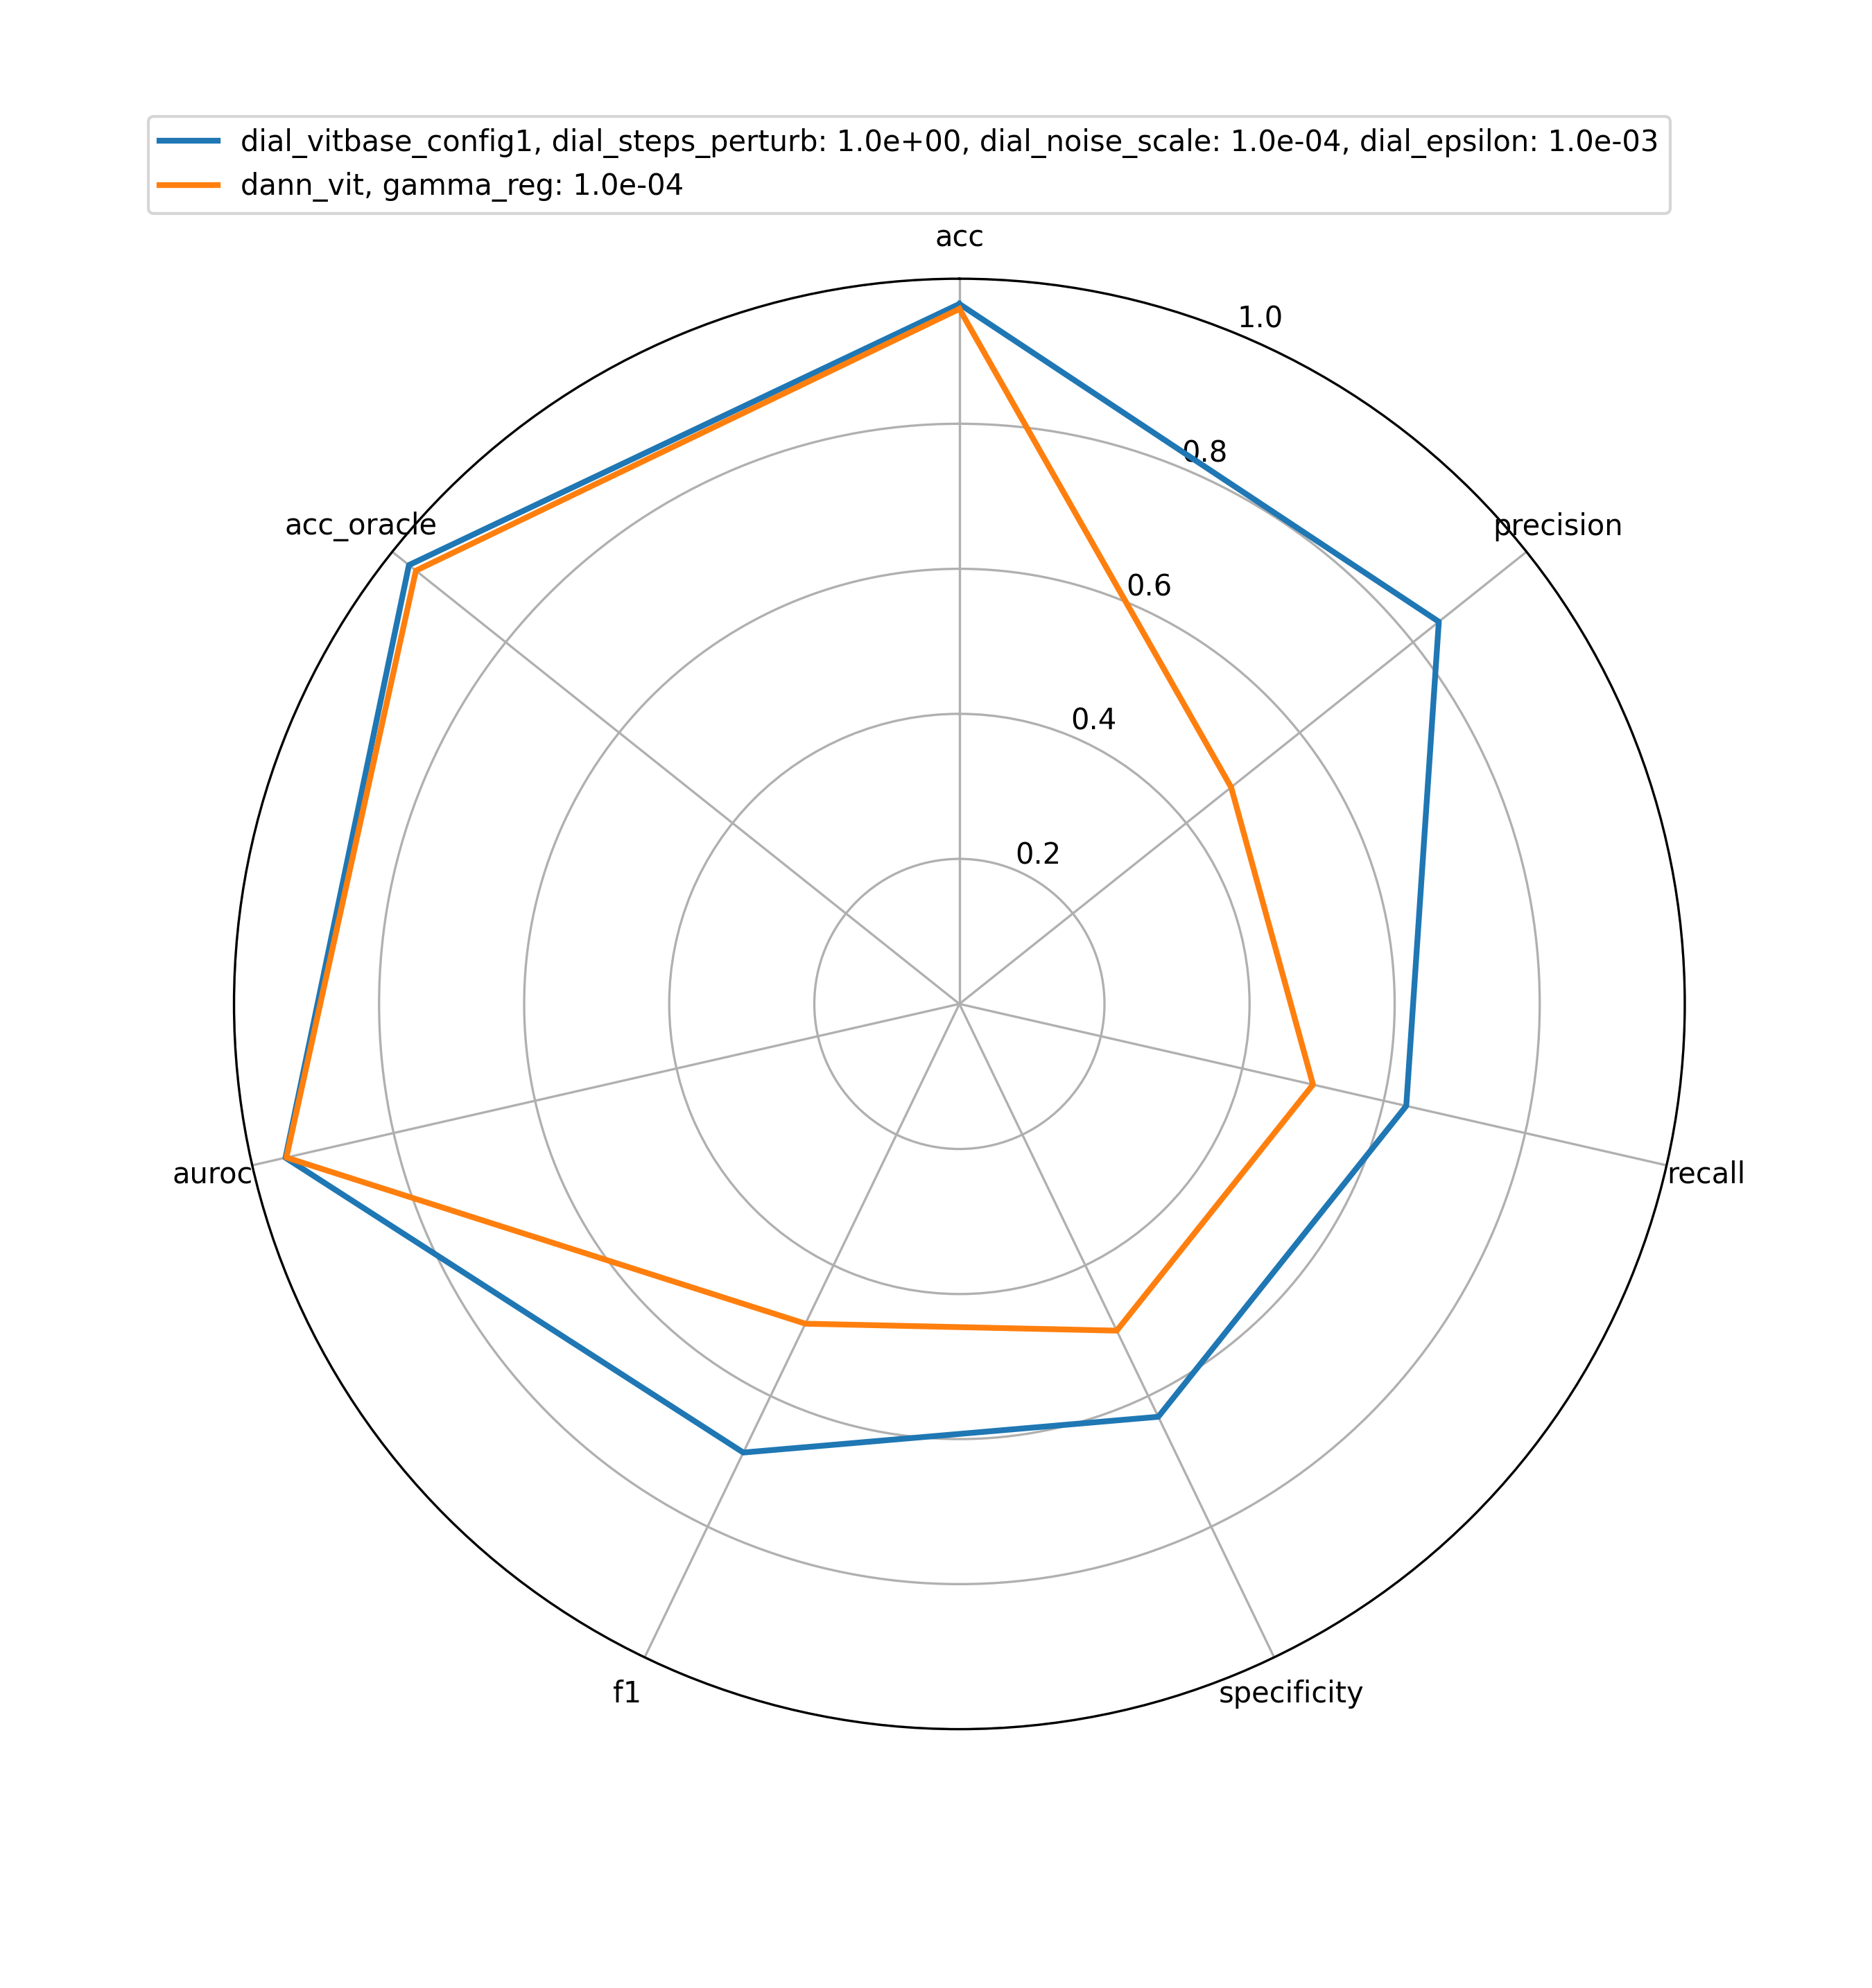 dial_vitbase_config1, dial_steps_perturb: 1.0e+00, dial_noise_scale: 1.0e-04, dial_epsilon: 1.0e-03
dann_vit, gamma_reg: 1.0e-04
acc
1.0
0.8
acc_oracle
precision
0.6
0.4
0.2
auroc
recall
f1
specificity